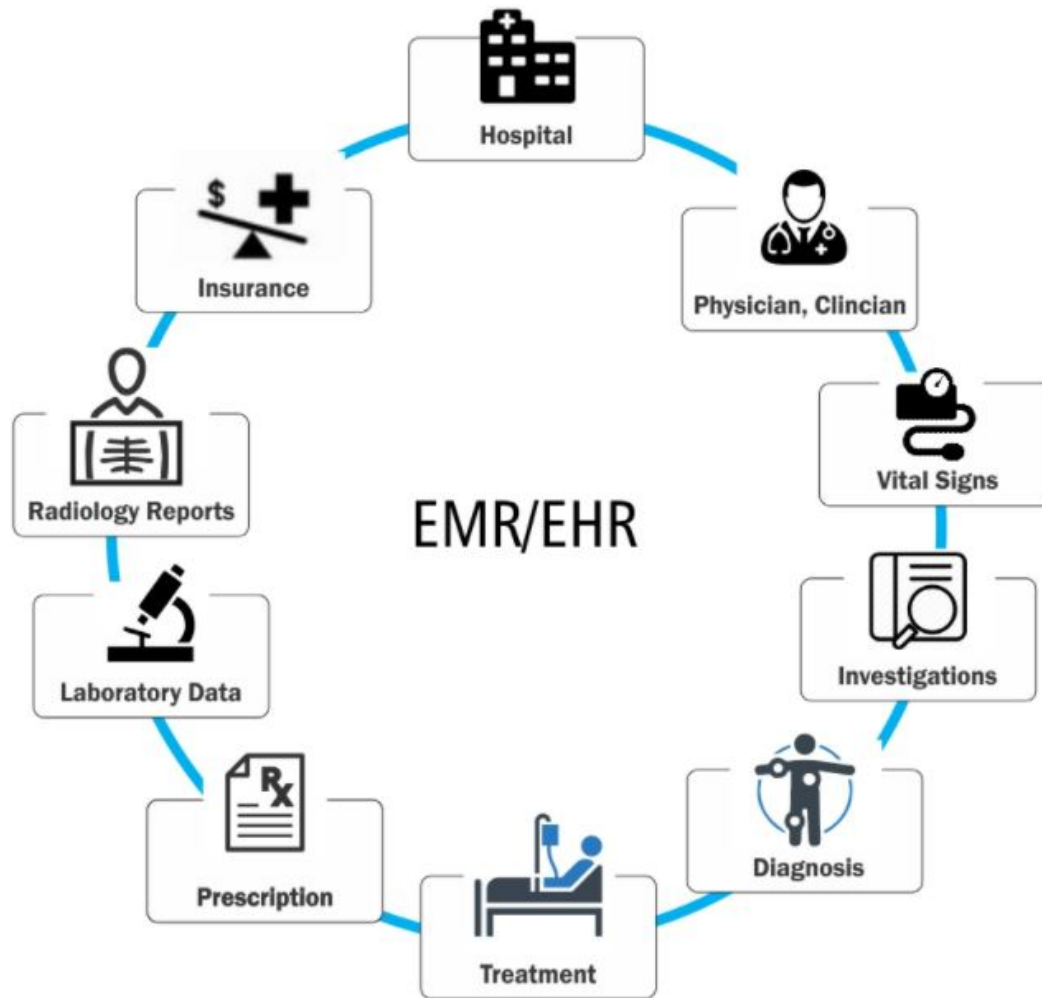 Hospital
Physician, Clincian
Vital Signs
Investigations
Diagnosis
Treatment
Prescription
Rx
Laboratory Data
Radiology Reports
Insurance
$
EMR/EHR